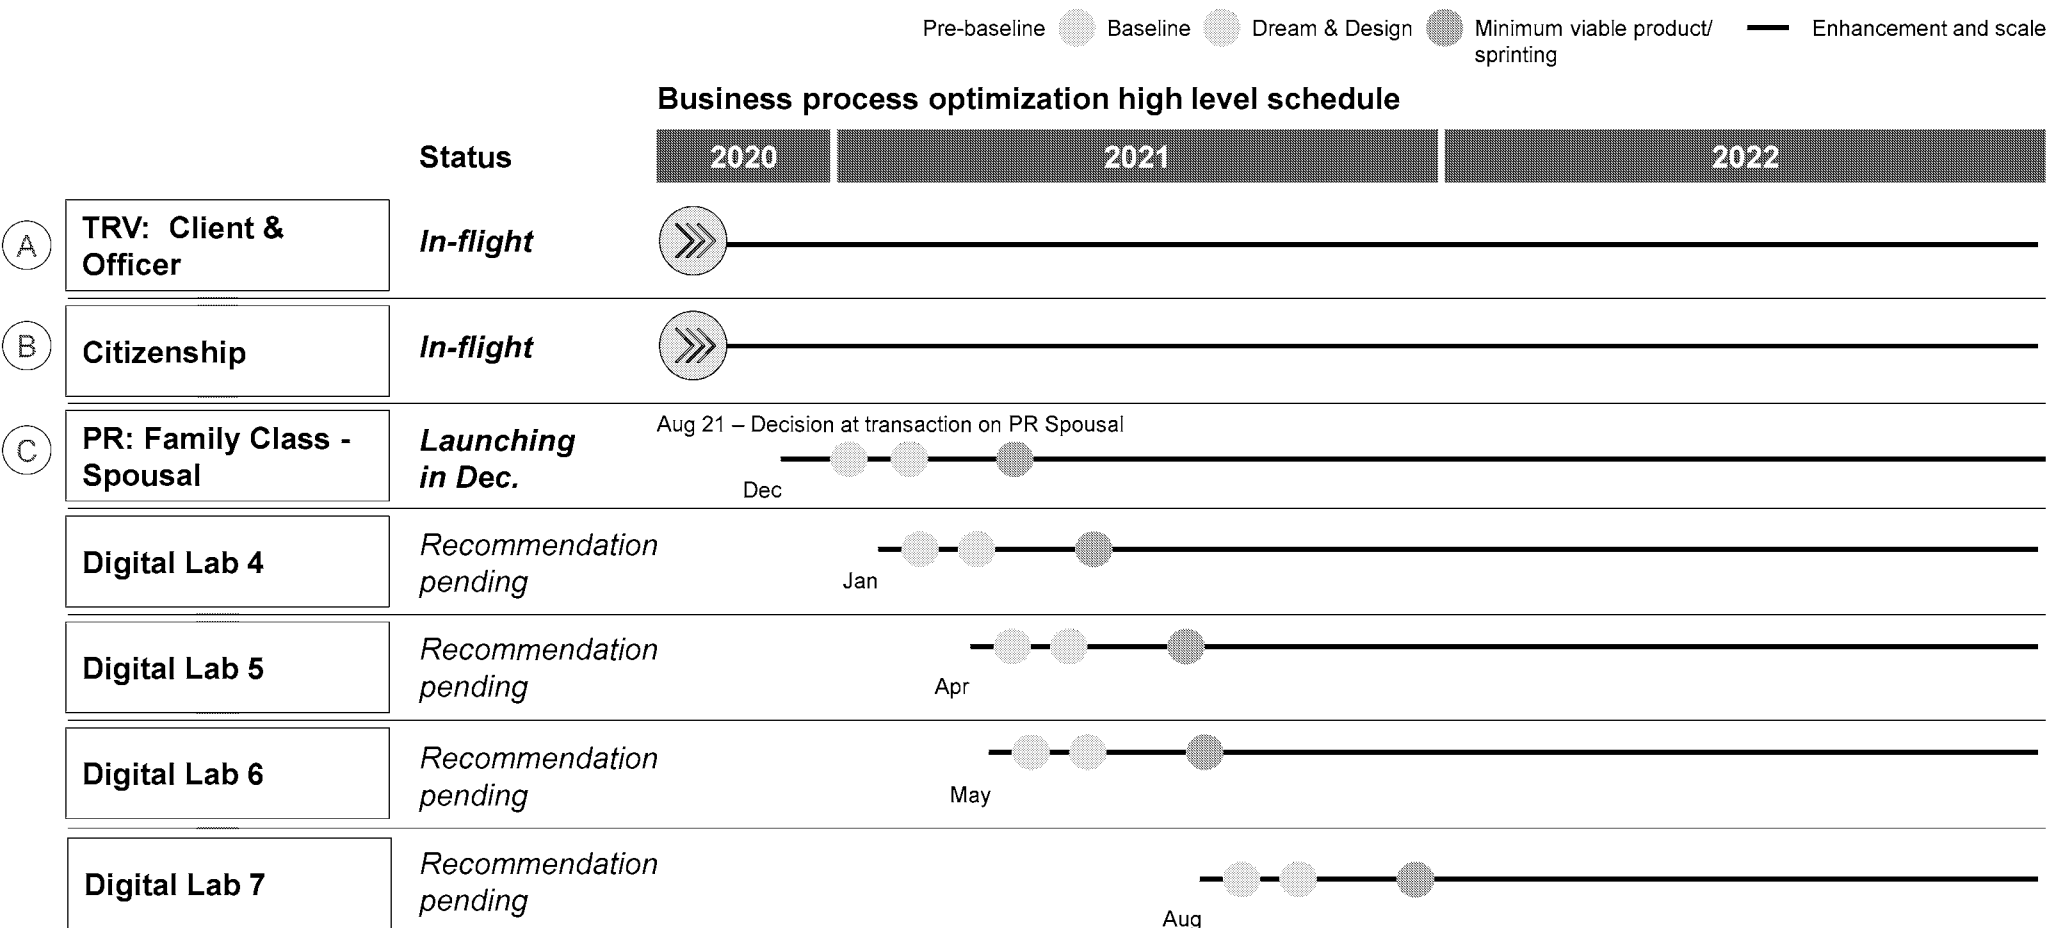 Pre-baseline Baseline Dream & Design Minimum viable product/ Enhancement and scale
sprinting
Business process optimization high level schedule
Status 2020 2021 2022
A TRV: Client & In-flight
Officer
B Citizenship In-flight
C PR: Family Class - Launching Aug 21 – Decision at transaction on PR Spousal
Spousal in Dec. Dec
Digital Lab 4 Recommendation
pending Jan
Digital Lab 5 Recommendation
pending Apr
Digital Lab 6 Recommendation
pending May
Digital Lab 7 Recommendation
pending Aug